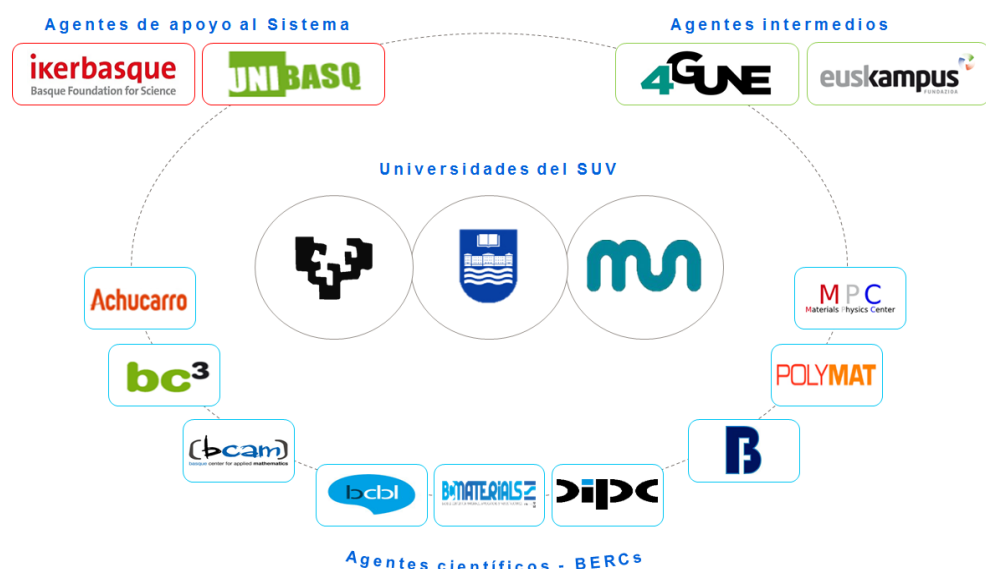 Agentes de apoyo al Sistema
Agentes intermedios
ikerbasque
Basque Foundation for Science
UNIBASQ
4GUNE
euskampus
FUNDAZIOA
Universidades del SUV
Achucarro
MPC
Materials Physics Center
bc³
POLYMAT
(bcam)
basque center for applied mathematics
B
bcbl
BCMATERIALS
dipc
Agentes científicos - BERCs